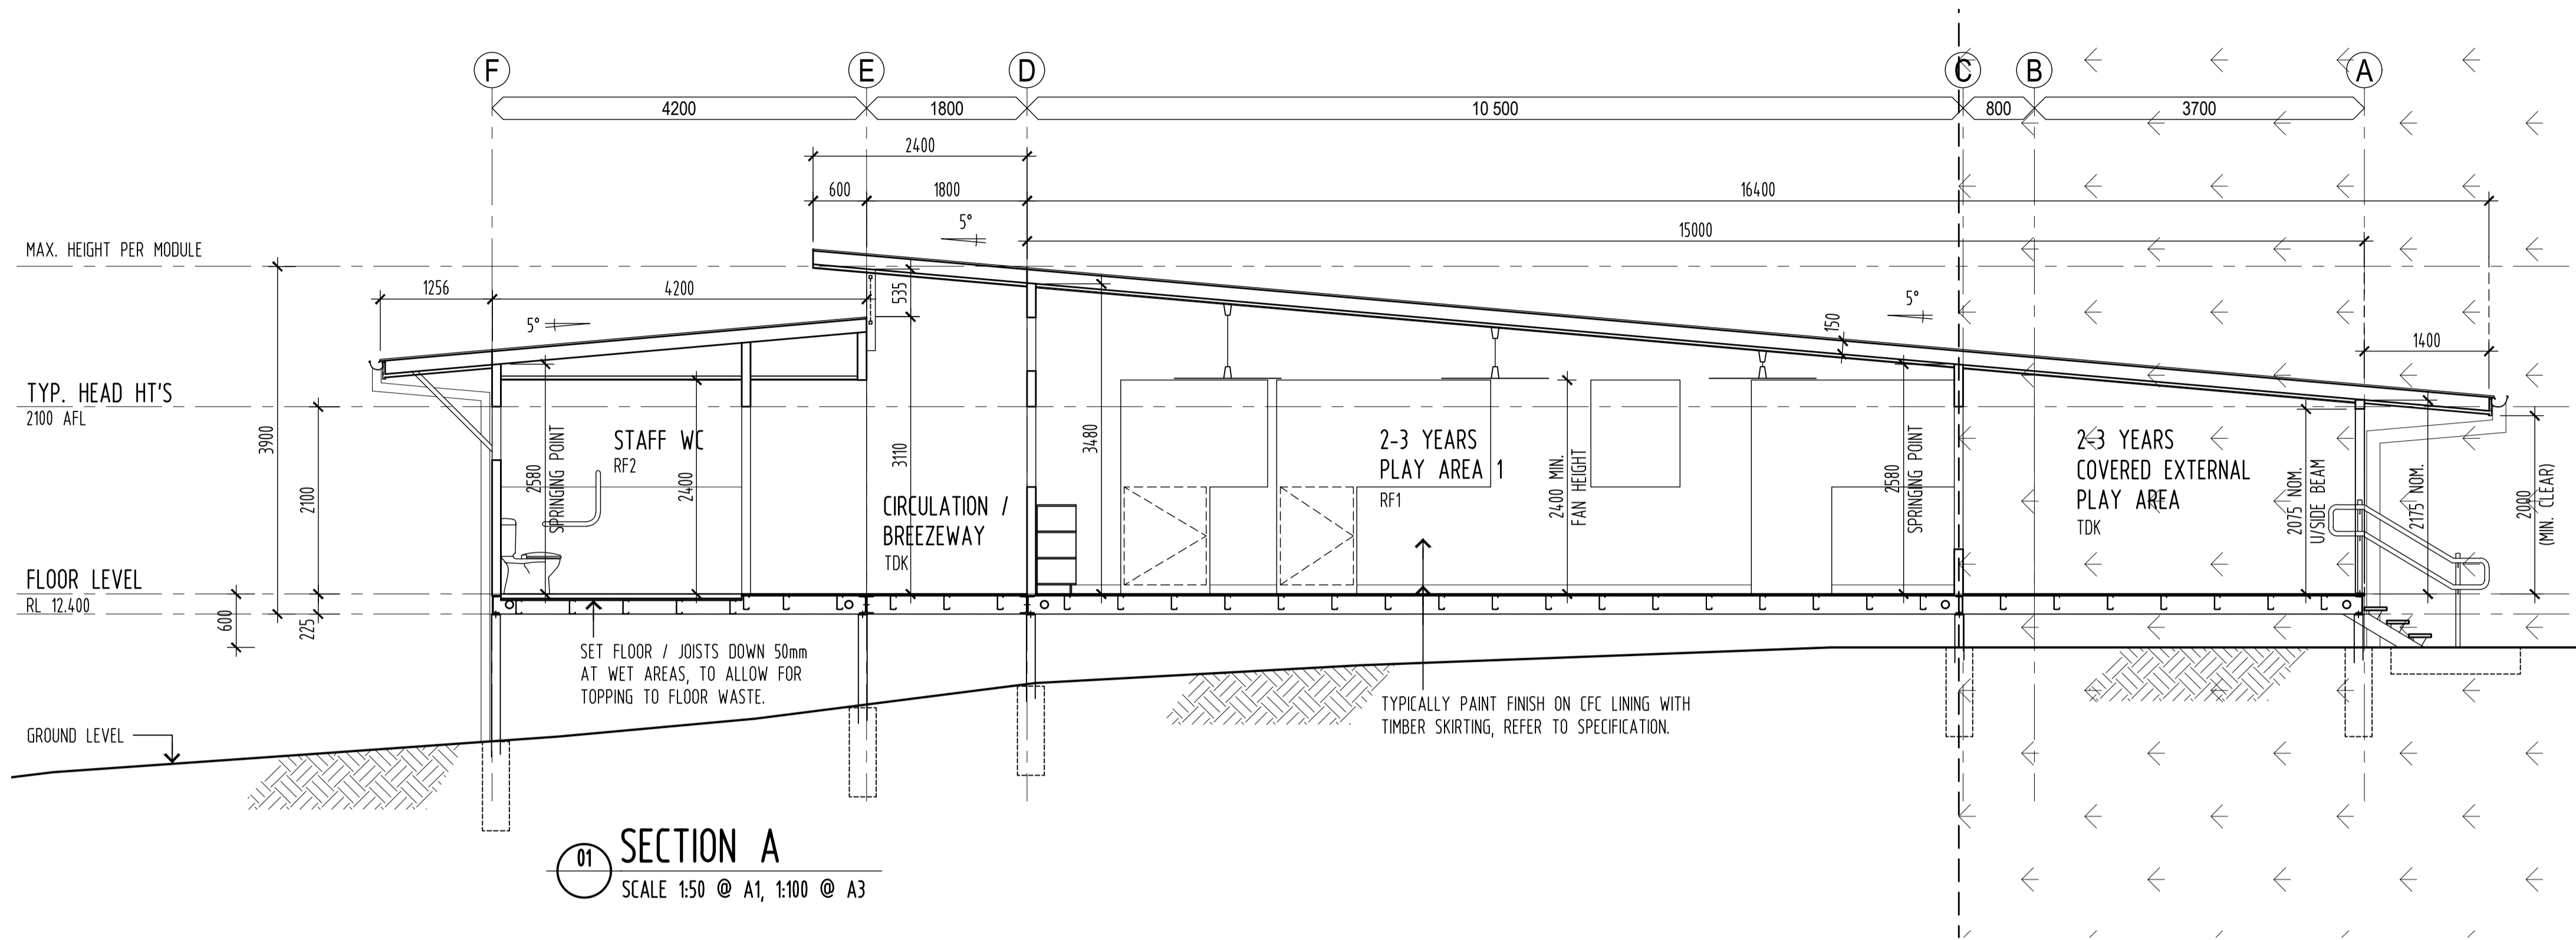 F
E
D
C
B
A
4200
1800
10 500
800
3700
2400
600
1800
16400
5°
15000
MAX. HEIGHT PER MODULE
1256
4200
535
150
5°
5°
1400
TYP. HEAD HT'S
2100 AFL
3900
2100
STAFF WC
RF2
2580
SPRINGING POINT
2400
3110
CIRCULATION /
BREEZEWAY
TDK
3480
2-3 YEARS
PLAY AREA 1
RF1
2400 MIN.
FAN HEIGHT
2580
SPRINGING POINT
2-3 YEARS
COVERED EXTERNAL
PLAY AREA
TDK
2075 NOM.
U/SIDE BEAM
2175 NOM.
2000
(MIN. CLEAR)
FLOOR LEVEL
RL 12.400
600
225
SET FLOOR / JOISTS DOWN 50mm
AT WET AREAS, TO ALLOW FOR
TOPPING TO FLOOR WASTE.
TYPICALLY PAINT FINISH ON CFC LINING WITH
TIMBER SKIRTING, REFER TO SPECIFICATION.
GROUND LEVEL
01
SECTION A
SCALE 1:50 @ A1, 1:100 @ A3